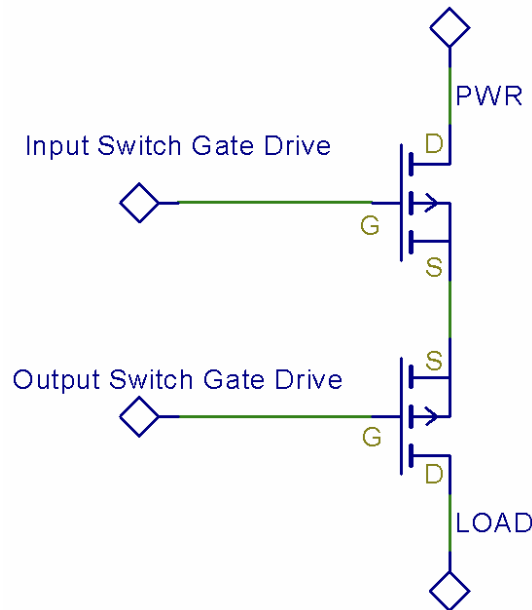 PWR
D
Input Switch Gate Drive
G
S
S
Output Switch Gate Drive
G
D
LOAD